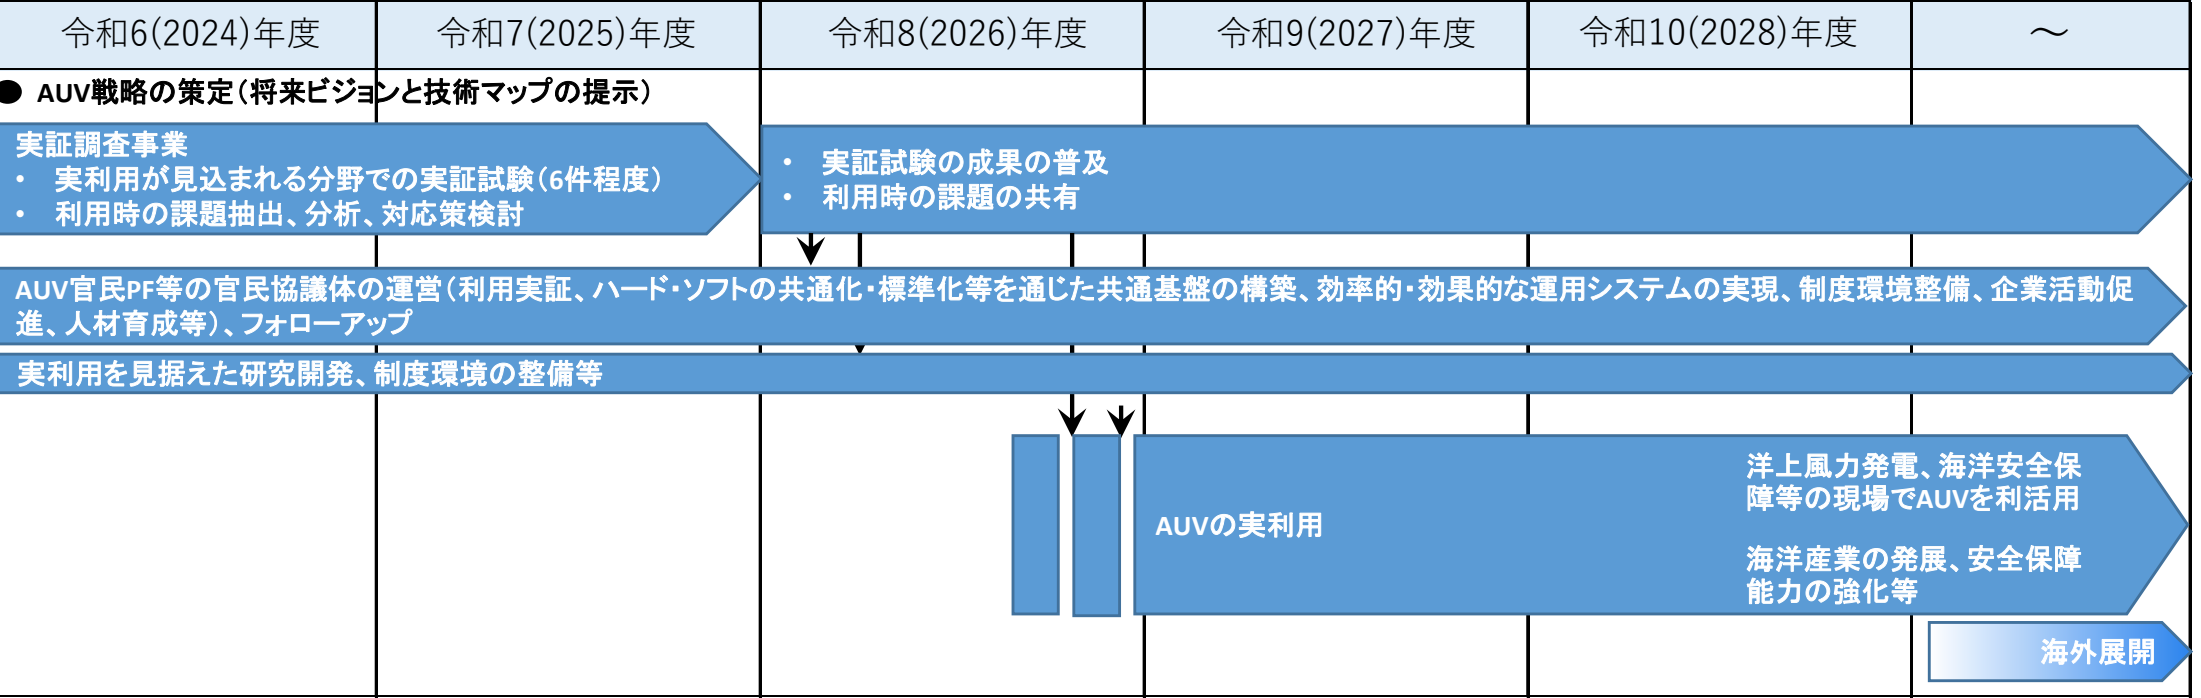 令和6(2024)年度
令和7(2025)年度
令和8(2026)年度
令和9(2027)年度
令和10(2028)年度
～
● AUV戦略の策定（将来ビジョンと技術マップの提示）
実証調査事業
• 実利用が見込まれる分野での実証試験（6件程度）
• 利用時の課題抽出、分析、対応策検討
• 実証試験の成果の普及
• 利用時の課題の共有
AUV官民PF等の官民協議体の運営（利用実証、ハード・ソフトの共通化・標準化等を通じた共通基盤の構築、効率的・効果的な運用システムの実現、制度環境整備、企業活動促
進、人材育成等）、フォローアップ
実利用を見据えた研究開発、制度環境の整備等
AUVの実利用
洋上風力発電、海洋安全保
障等の現場でAUVを利活用
海洋産業の発展、安全保障
能力の強化等
海外展開